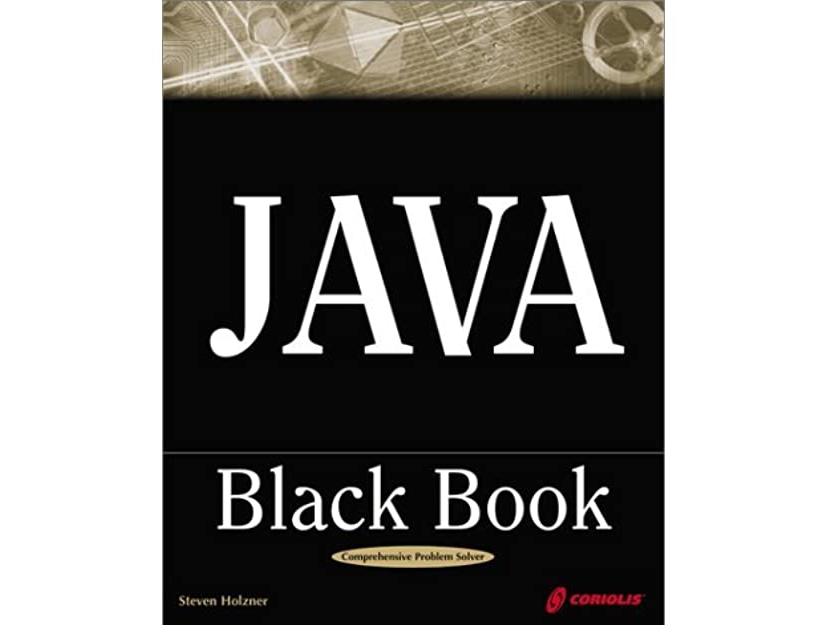 JAVA
Black Book
Comprehensive Problem Solver
Steven Holzner
CORIOLIS